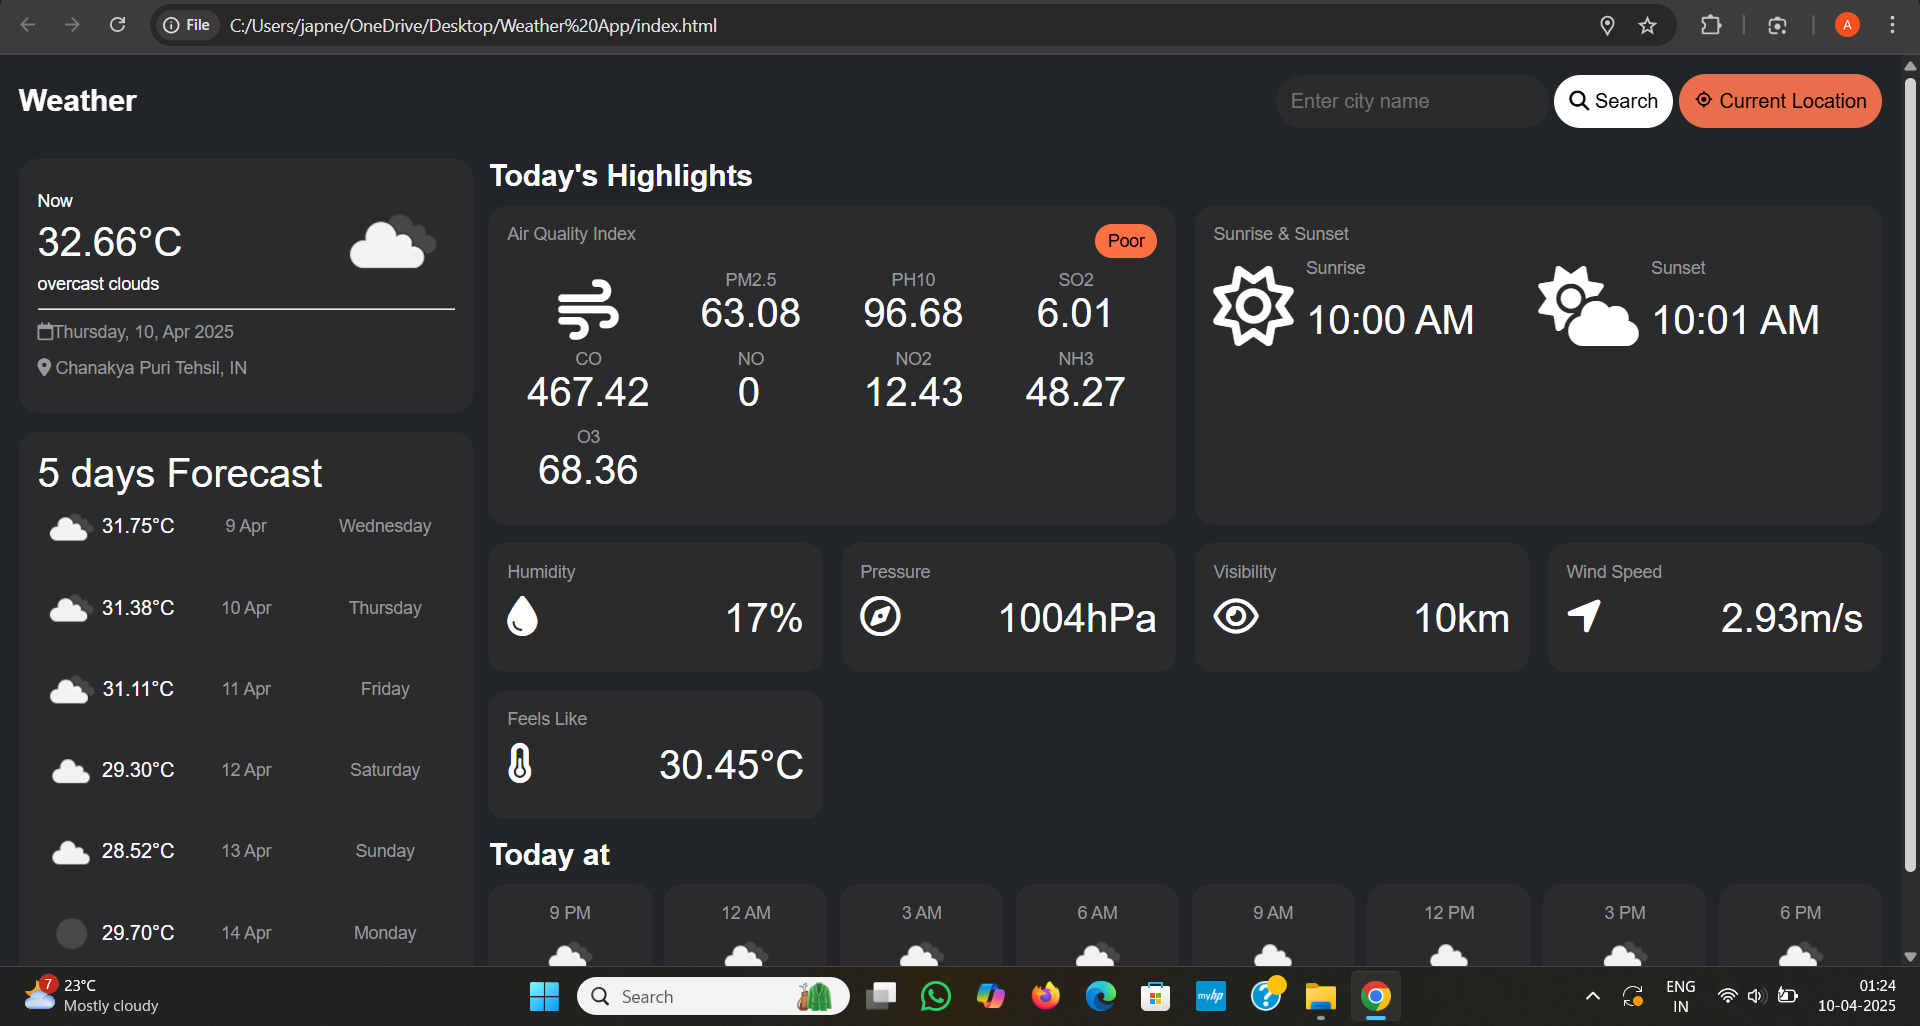 File
C:/Users/japne/OneDrive/Desktop/Weather%20App/index.html
A
Weather
Enter city name
Search
Current Location
Now
32.66°C
overcast clouds
Thursday, 10, Apr 2025
Chanakya Puri Tehsil, IN
5 days Forecast
31.75°C 9 Apr Wednesday
31.38°C 10 Apr Thursday
31.11°C 11 Apr Friday
29.30°C 12 Apr Saturday
28.52°C 13 Apr Sunday
29.70°C 14 Apr Monday
Today's Highlights
Air Quality Index
Poor
PM2.5 PH10 SO2
63.08 96.68 6.01
CO NO NO2 NH3
467.42 0 12.43 48.27
O3
68.36
Sunrise & Sunset
Sunrise Sunset
10:00 AM 10:01 AM
Humidity
17%
Pressure
1004hPa
Visibility
10km
Wind Speed
2.93m/s
Feels Like
30.45°C
Today at
9 PM 12 AM 3 AM 6 AM 9 AM 12 PM 3 PM 6 PM
7
23°C
Mostly cloudy
Search
myhp
ENG
IN
01:24
10-04-2025